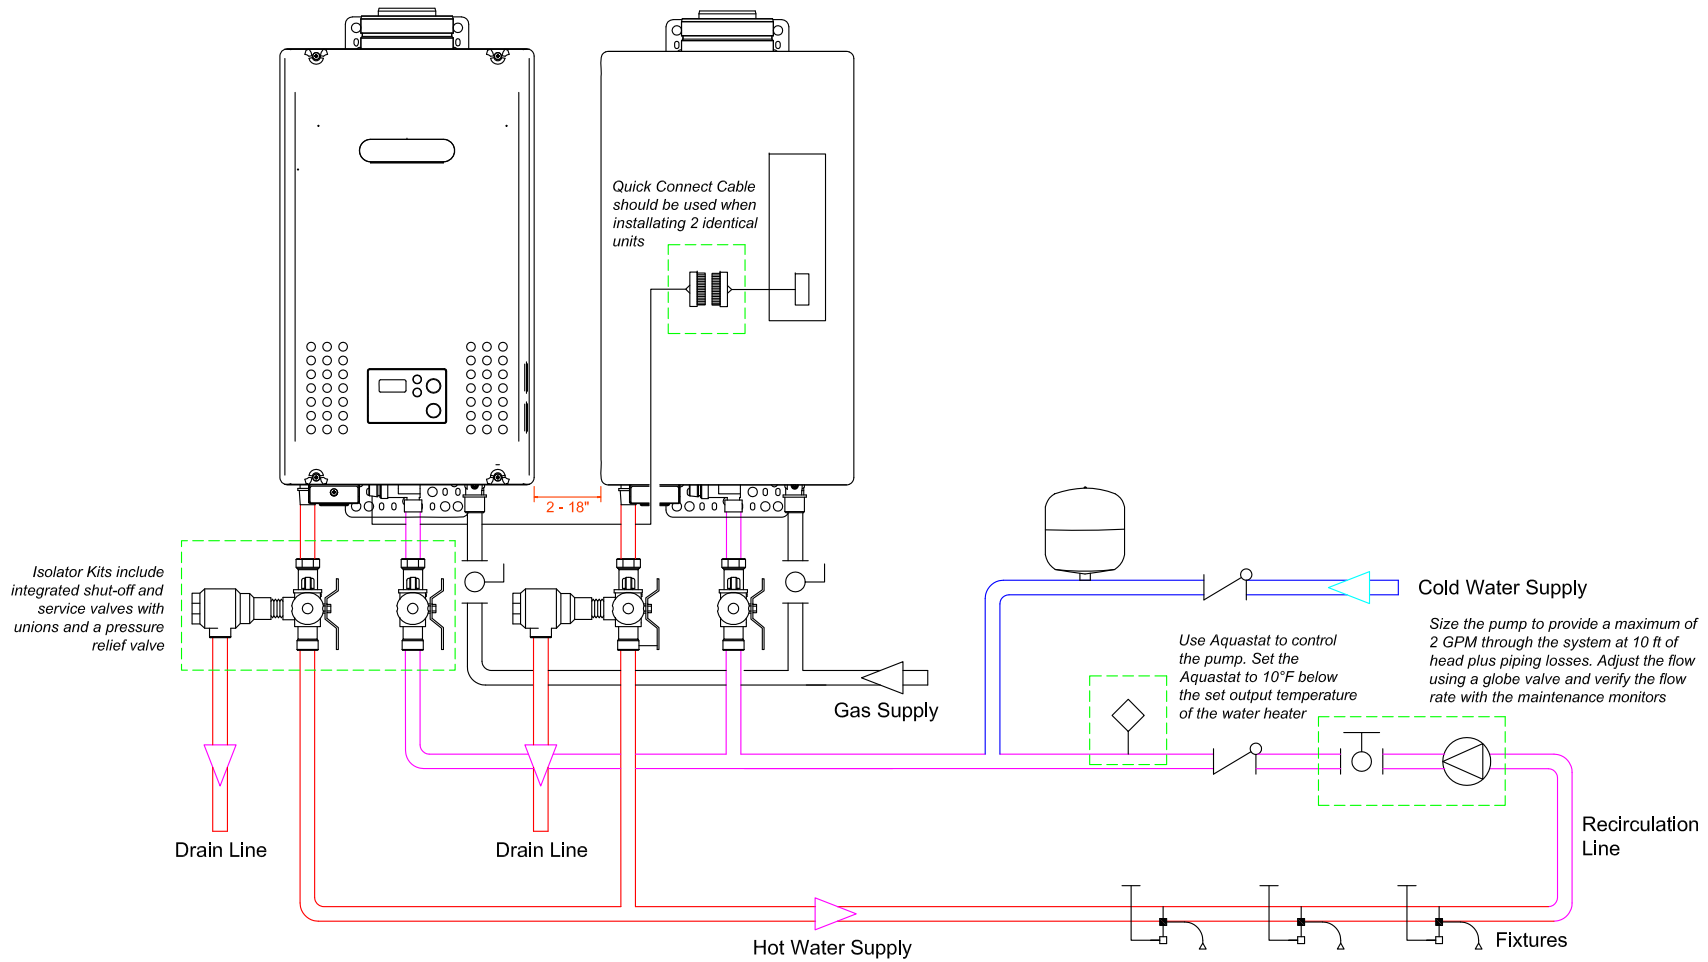 Quick Connect Cable
should be used when
installating 2 identical
units
2 - 18"
Isolator Kits include
integrated shut-off and
service valves with
unions and a pressure
relief valve
Cold Water Supply
Use Aquastat to control
the pump. Set the
Aquastat to 10°F below
the set output temperature
of the water heater
Size the pump to provide a maximum of
2 GPM through the system at 10 ft of
head plus piping losses. Adjust the flow
using a globe valve and verify the flow
rate with the maintenance monitors
Gas Supply
Drain Line
Drain Line
Recirculation
Line
Hot Water Supply
Fixtures